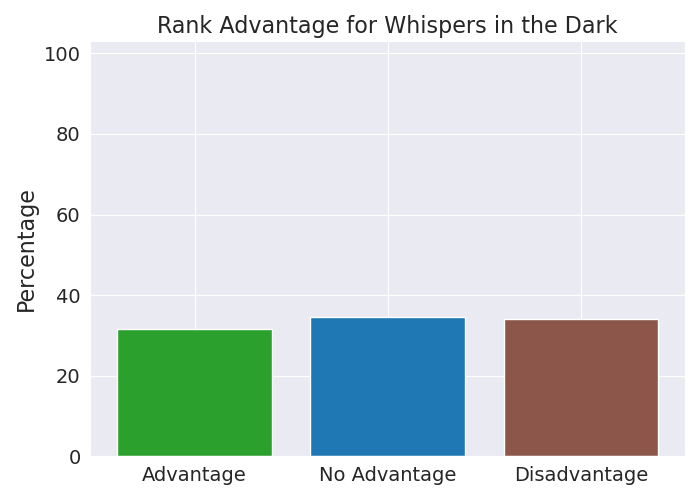 Rank Advantage for Whispers in the Dark
Percentage
100
80
60
40
20
0
Advantage
No Advantage
Disadvantage